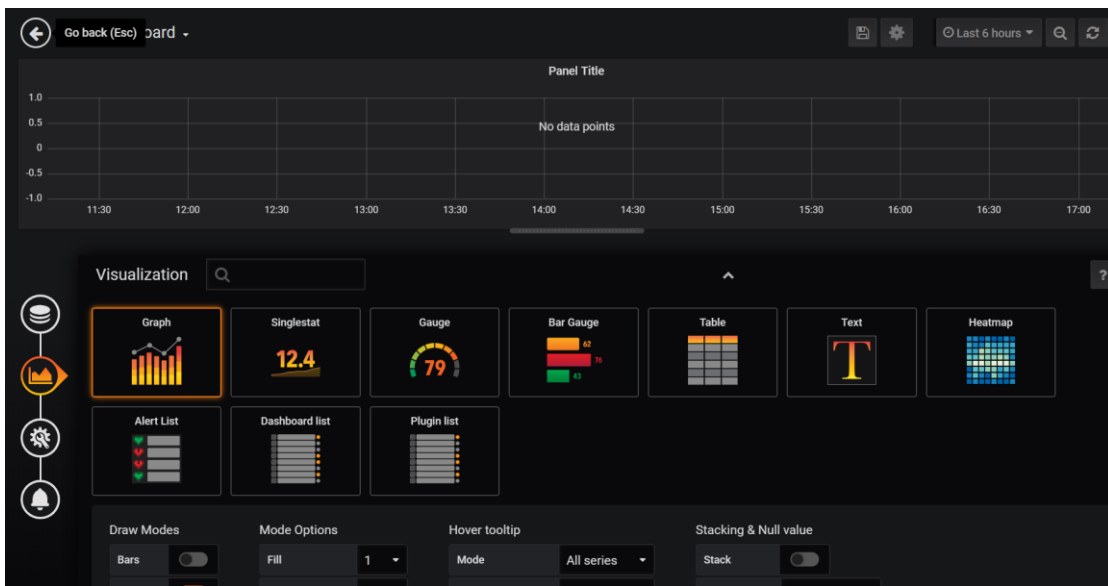 Go back (Esc) oard
Last 6 hours
Panel Title
1.0
0.5
No data points
0
-0.5
-1.0
11:30 12:00 12:30 13:00 13:30 14:00 14:30 15:00 15:30 16:00 16:30 17:00
Visualization
?
Graph Singlestat Gauge Bar Gauge Table Text Heatmap
12.4 79 62 76 43 T
Alert List Dashboard list Plugin list
Draw Modes Mode Options Hover tooltip Stacking & Null value
Bars Fill 1 Mode All series Stack